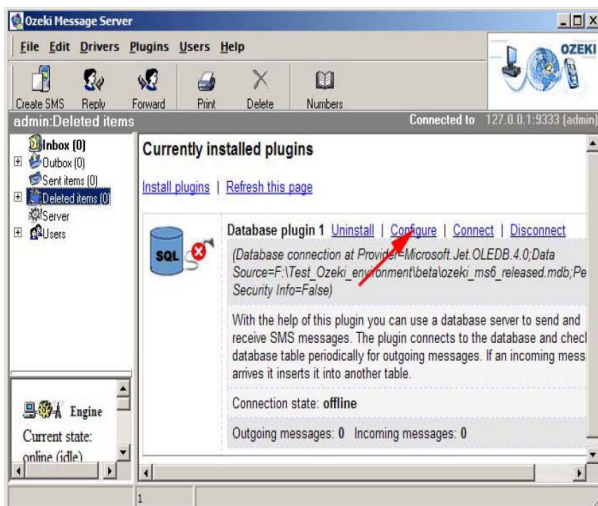 Ozeki Message Server
File Edit Drivers Plugins Users Help
OZEKI
Create SMS Reply Forward Print Delete Numbers
admin:Deleted items Connected to 127.0.0.1:9333 (admin)
Inbox (0)
Outbox (0)
Sent items (0)
Deleted items (0)
Server
Users
Currently installed plugins
Install plugins | Refresh this page
SQL
Database plugin 1 Uninstall | Configure | Connect | Disconnect
(Database connection at Provider=Microsoft.Jet.OLEDB.4.0;Data
Source=F:\Test_Ozeki_environment\beta\ozeki_ms6_released.mdb;Pe
Security Info=False)
With the help of this plugin you can use a database server to send and
receive SMS messages. The plugin connects to the database and chec
database table periodically for outgoing messages. If an incoming mess
arrives it inserts it into another table.
Connection state: offline
Outgoing messages: 0 Incoming messages: 0
Engine
Current state:
online (idle)
1